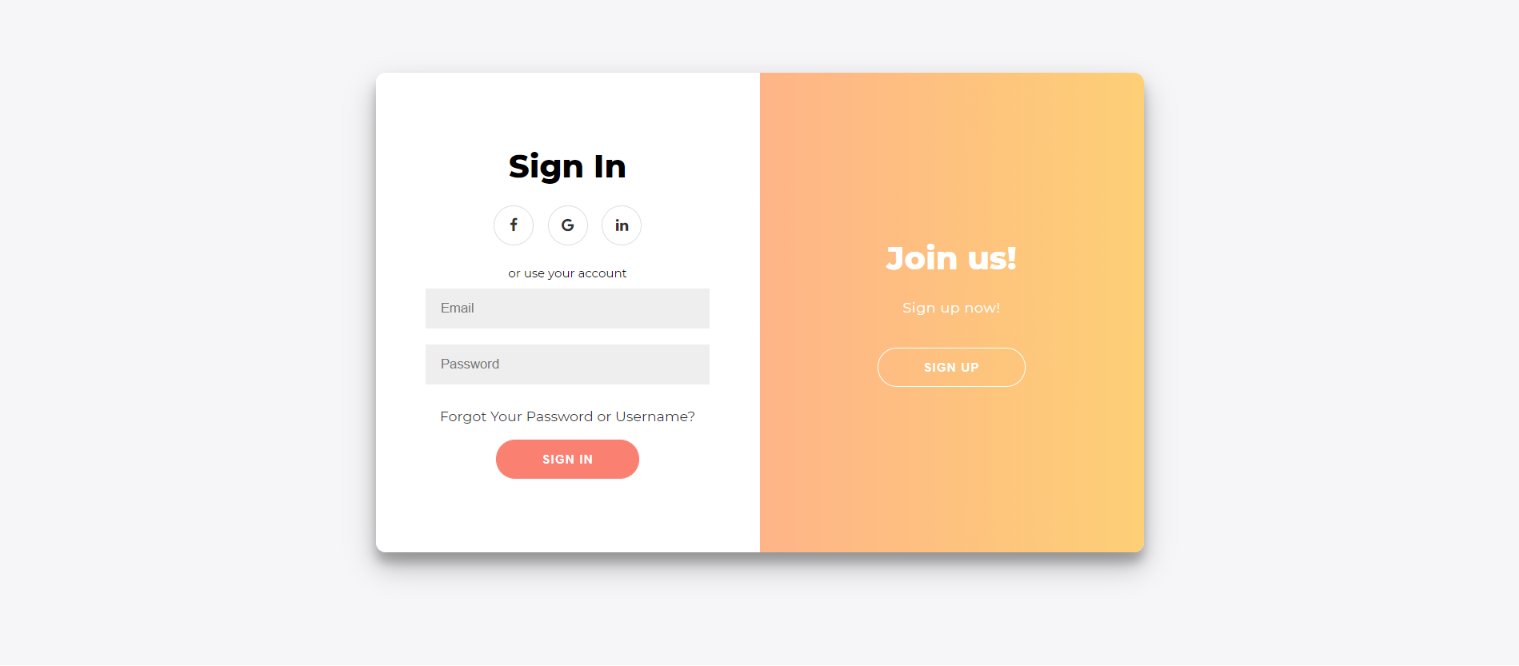 Sign In
f G in
or use your account
Email
Password
Forgot Your Password or Username?
SIGN IN
Join us!
Sign up now!
SIGN UP